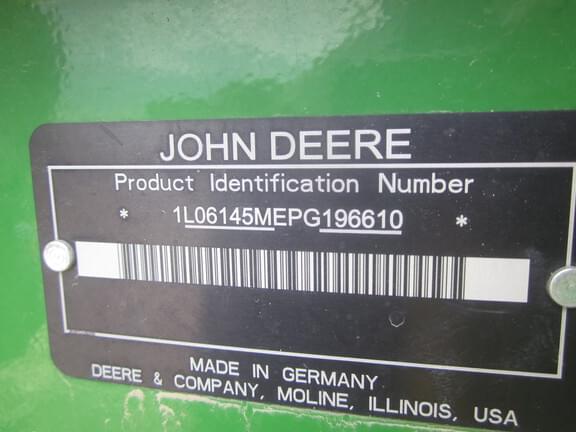 JOHN DEERE
Product Identification Number
* 1L06145MEPG196610 *
MADE IN GERMANY
DEERE & COMPANY, MOLINE, ILLINOIS, USA